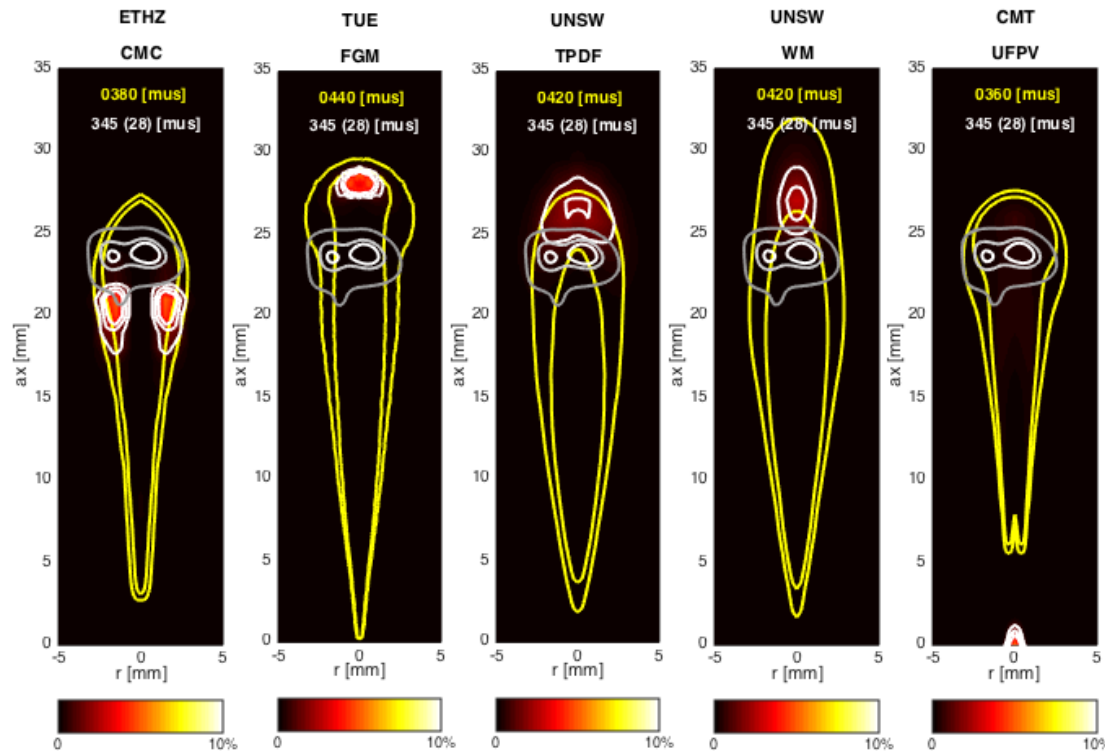 ETHZ TUE UNSW UNSW CMT
CMC FGM TPDF WM UFPV
35 35 35 35 35
0380 [mus] 0440 [mus] 0420 [mus] 0420 [mus] 0360 [mus]
345 (28) [mus] 345 (28) [mus] 345 (28) [mus] 345 (28) [mus] 345 (28) [mus]
30 30 30 30 30
25 25 25 25 25
20 20 20 20 20
ax [mm] ax [mm] ax [mm] ax [mm] ax [mm]
15 15 15 15 15
10 10 10 10 10
5 5 5 5 5
0 0 0 0 0
-5 0 5 -5 0 5 -5 0 5 -5 0 5 -5 0 5
r [mm] r [mm] r [mm] r [mm] r [mm]
0 10% 0 10% 0 10% 0 10% 0 10%